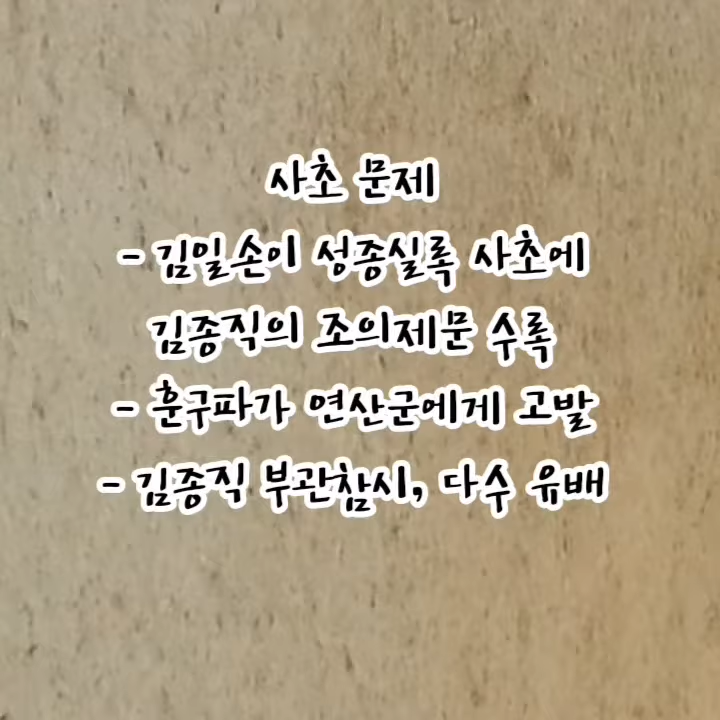 사초 문제
- 김일손이 성종실록 사초에
김종직의 조의제문 수록
- 훈구파가 연산군에게 고발
- 김종직 부관참시, 다수 유배